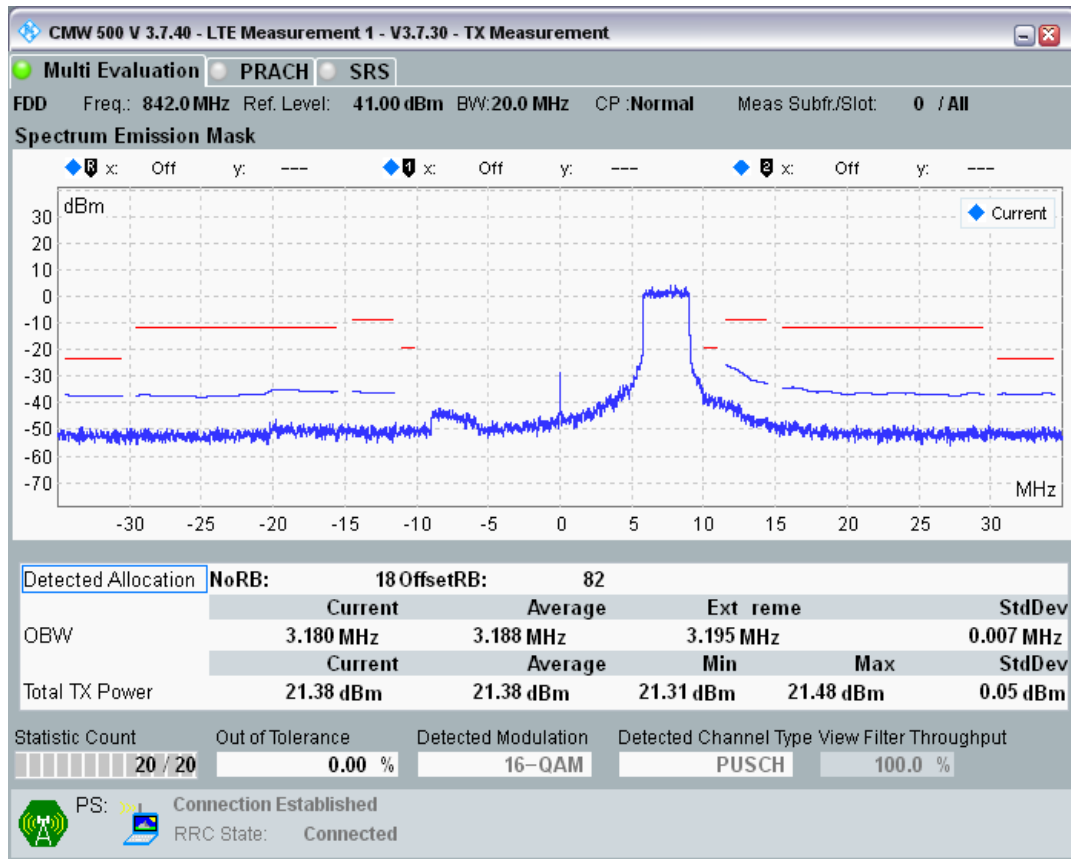 CMW 500 V 3.7.40 - LTE Measurement 1 - V3.7.30 - TX Measurement
Multi Evaluation PRACH SRS
FDD Freq.: 842.0 MHz Ref. Level: 41.00 dBm BW:20.0 MHz CP :Normal Meas Subfr./Slot: 0 / All
Spectrum Emission Mask
R x: Off y: --- 1 x: Off y: --- 2 x: Off y: ---
dBm
Current
30
20
10
0
-10
-20
-30
-40
-50
-60
-70
MHz
-30 -25 -20 -15 -10 -5 0 5 10 15 20 25 30
Detected Allocation NoRB: 18 OffsetRB: 82
Current Average Ext reme StdDev
OBW 3.180 MHz 3.188 MHz 3.195 MHz 0.007 MHz
Current Average Min Max StdDev
Total TX Power 21.38 dBm 21.38 dBm 21.31 dBm 21.48 dBm 0.05 dBm
Statistic Count Out of Tolerance Detected Modulation Detected Channel Type View Filter Throughput
20 / 20 0.00 % 16-QAM PUSCH 100.0 %
PS: Connection Established
RRC State: Connected